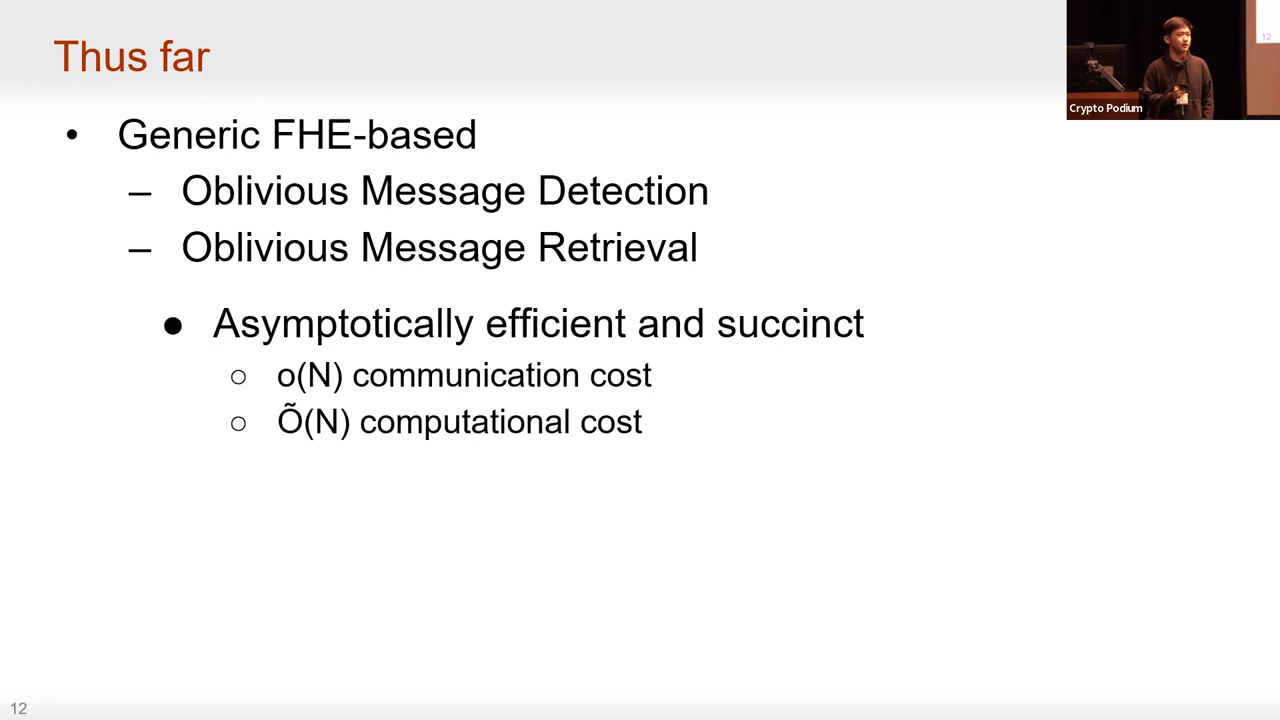 Thus far
• Generic FHE-based
– Oblivious Message Detection
– Oblivious Message Retrieval
● Asymptotically efficient and succinct
○ o(N) communication cost
○ Õ(N) computational cost
12
Crypto Podium
12